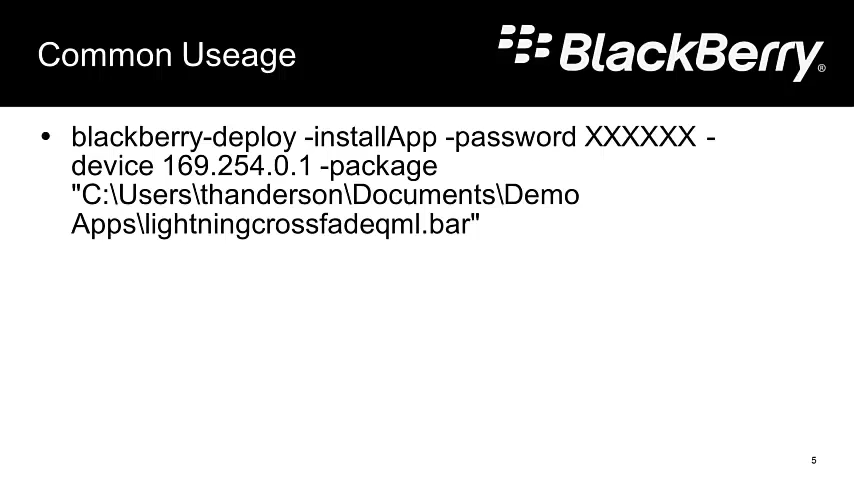 Common Useage
BlackBerry®
• blackberry-deploy -installApp -password XXXXXX -
device 169.254.0.1 -package
"C:\Users\thanderson\Documents\Demo
Apps\lightningcrossfadeqml.bar"
5